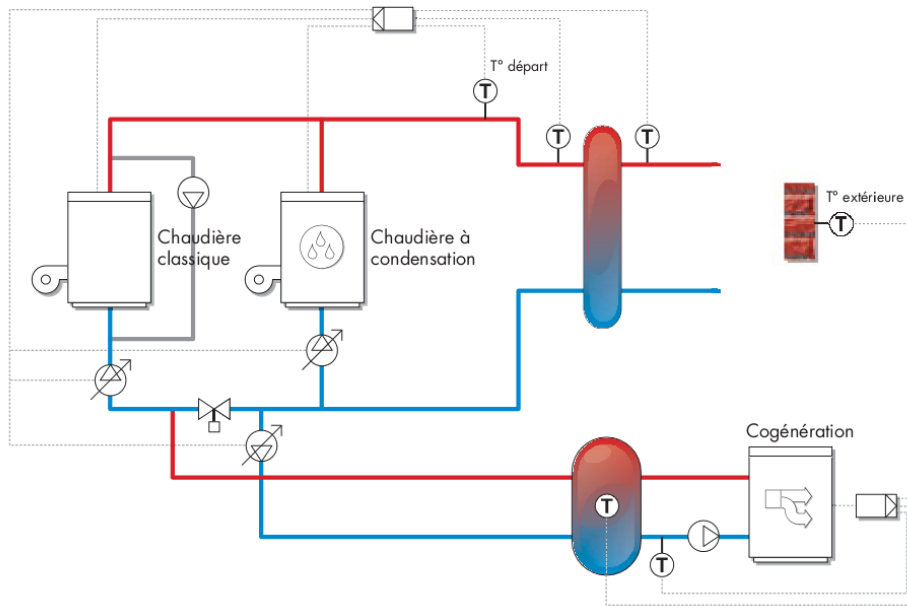 T° départ
T
T
T
T° extérieure
T
Chaudière
classique
Chaudière à
condensation
Cogénération
T
T